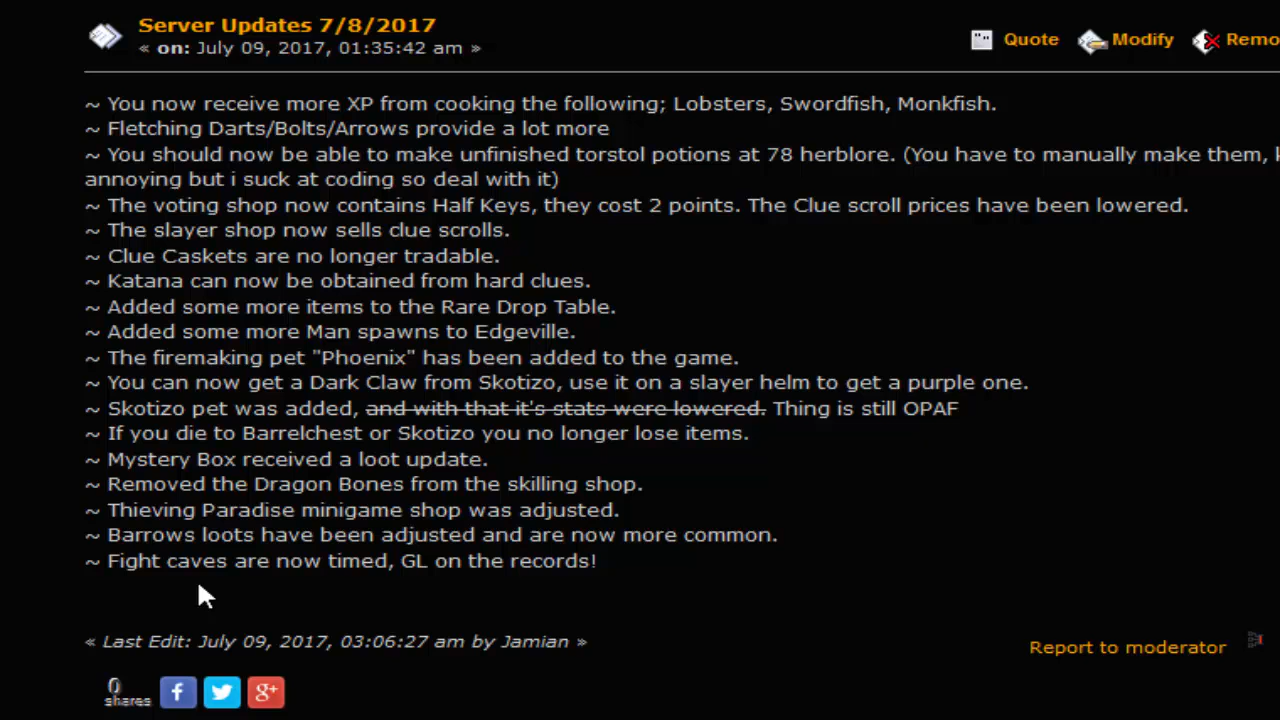 Server Updates 7/8/2017
« on: July 09, 2017, 01:35:42 am »
Quote Modify Remo
~ You now receive more XP from cooking the following; Lobsters, Swordfish, Monkfish.
~ Fletching Darts/Bolts/Arrows provide a lot more
~ You should now be able to make unfinished torstol potions at 78 herblore. (You have to manually make them,
annoying but i suck at coding so deal with it)
~ The voting shop now contains Half Keys, they cost 2 points. The Clue scroll prices have been lowered.
~ The slayer shop now sells clue scrolls.
~ Clue Caskets are no longer tradable.
~ Katana can now be obtained from hard clues.
~ Added some more items to the Rare Drop Table.
~ Added some more Man spawns to Edgeville.
~ The firemaking pet "Phoenix" has been added to the game.
~ You can now get a Dark Claw from Skotizo, use it on a slayer helm to get a purple one.
~ Skotizo pet was added, and with that it's stats were lowered. Thing is still OPAF
~ If you die to Barrelchest or Skotizo you no longer lose items.
~ Mystery Box received a loot update.
~ Removed the Dragon Bones from the skilling shop.
~ Thieving Paradise minigame shop was adjusted.
~ Barrows loots have been adjusted and are now more common.
~ Fight caves are now timed, GL on the records!
« Last Edit: July 09, 2017, 03:06:27 am by Jamian »
Report to moderator
0
shares
f
g+